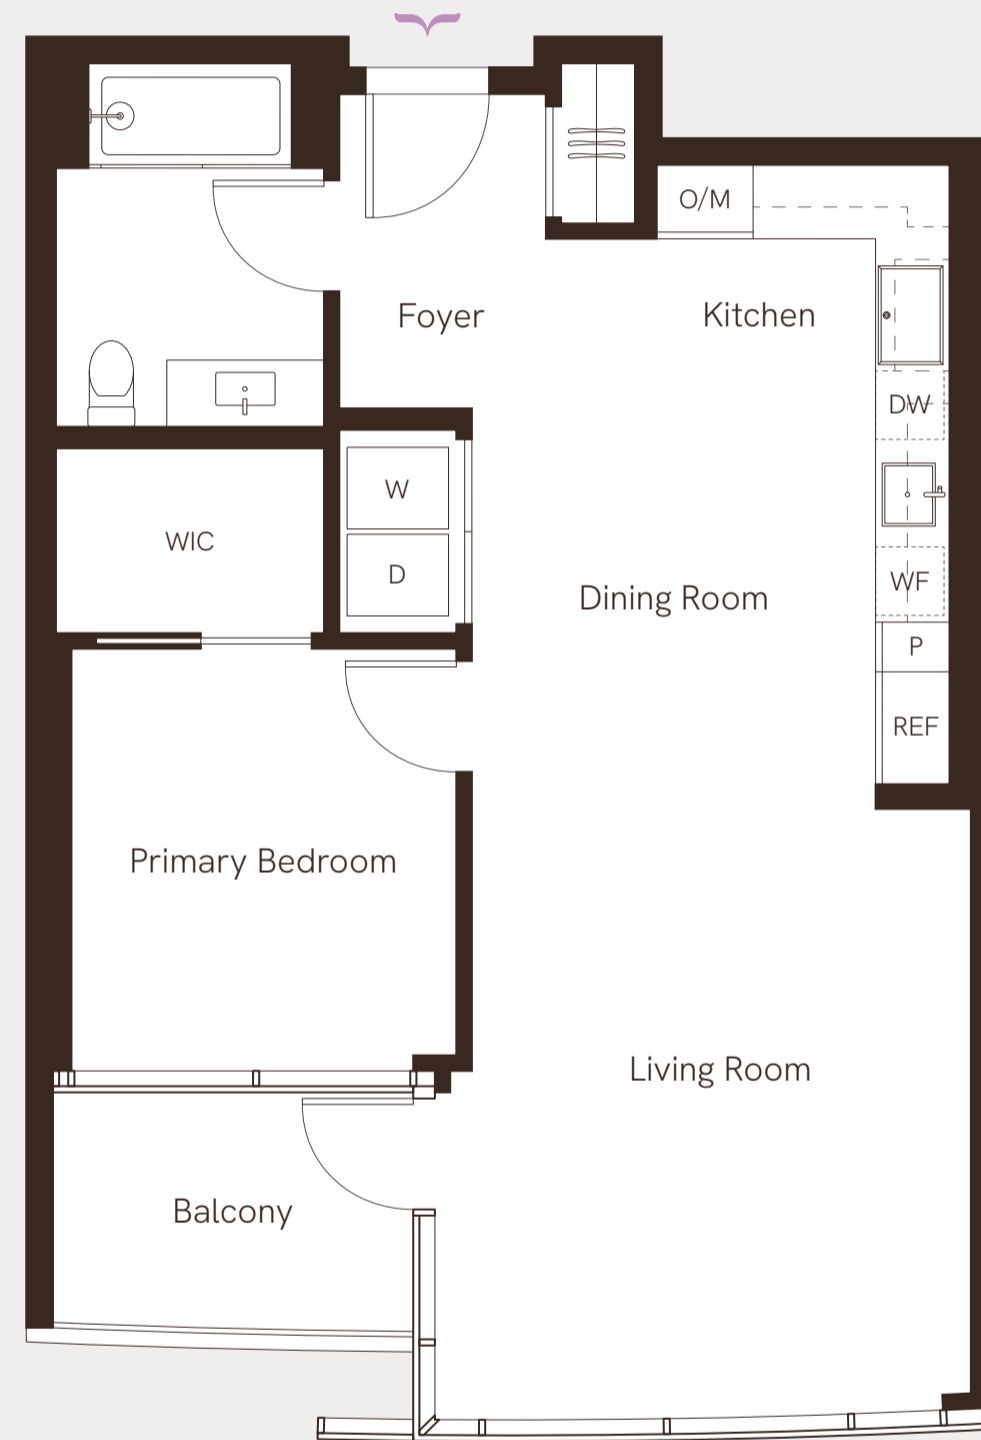 O/M
Foyer
Kitchen
DW
W
WIC
D
WF
Dining Room
P
REF
Primary Bedroom
Living Room
Balcony